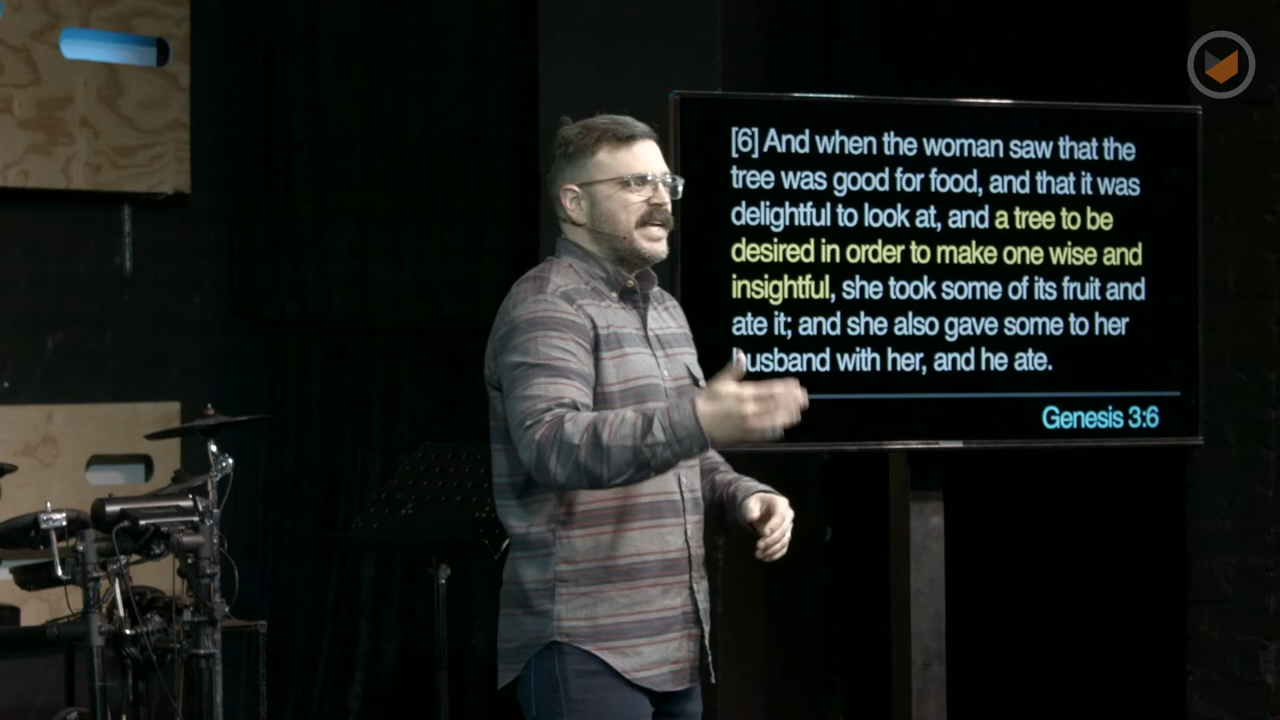 [6] And when the woman saw that the
tree was good for food, and that it was
delightful to look at, and a tree to be
desired in order to make one wise and
insightful, she took some of its fruit and
ate it; and she also gave some to her
husband with her, and he ate.
Genesis 3:6